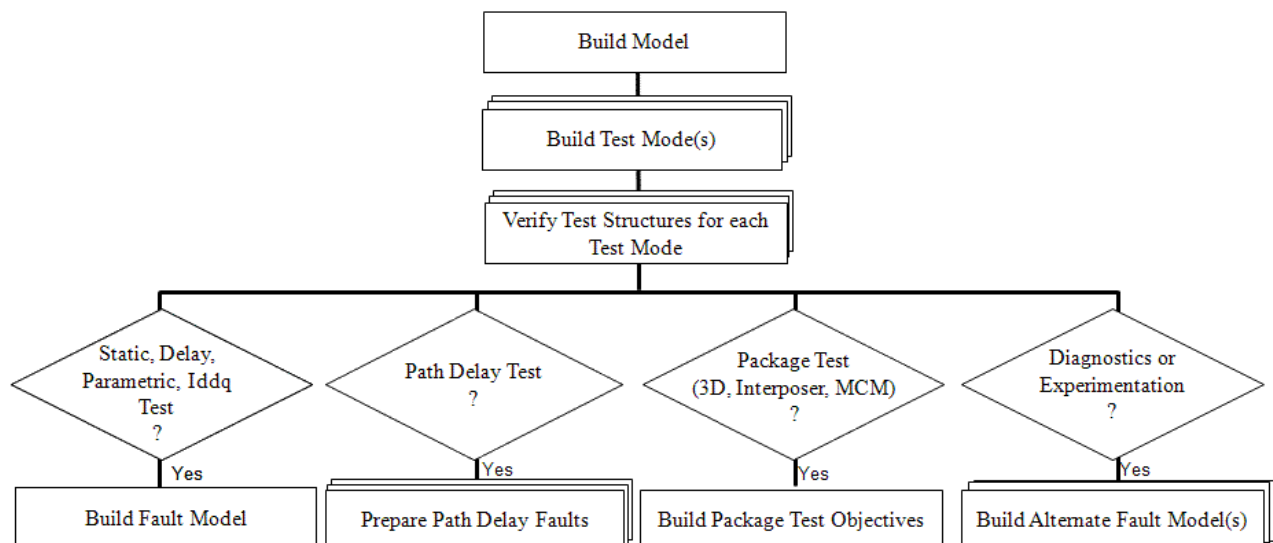 Build Model
Build Test Mode(s)
Verify Test Structures for each
Test Mode
Static, Delay,
Parametric, Iddq
Test
?
Path Delay Test
?
Package Test
(3D, Interposer, MCM)
?
Diagnostics or
Experimentation
?
Yes
Yes
Yes
Yes
Build Fault Model
Prepare Path Delay Faults
Build Package Test Objectives
Build Alternate Fault Model(s)